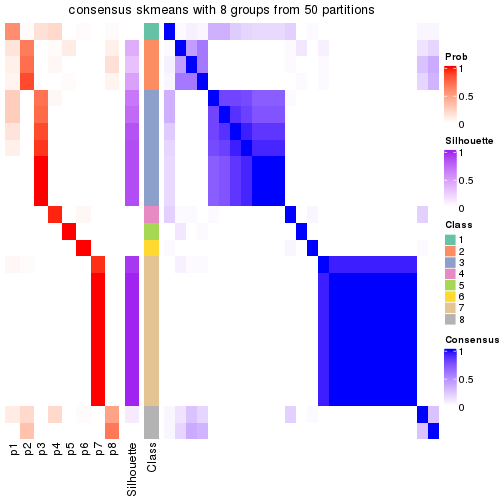 consensus skmeans with 8 groups from 50 partitions
Prob
1
0.5
0
Silhouette
1
0.5
0
Class
1
2
3
4
5
6
7
8
Consensus
1
0.5
0
p1
p2
p3
p4
p5
p6
p7
p8
Silhouette
Class